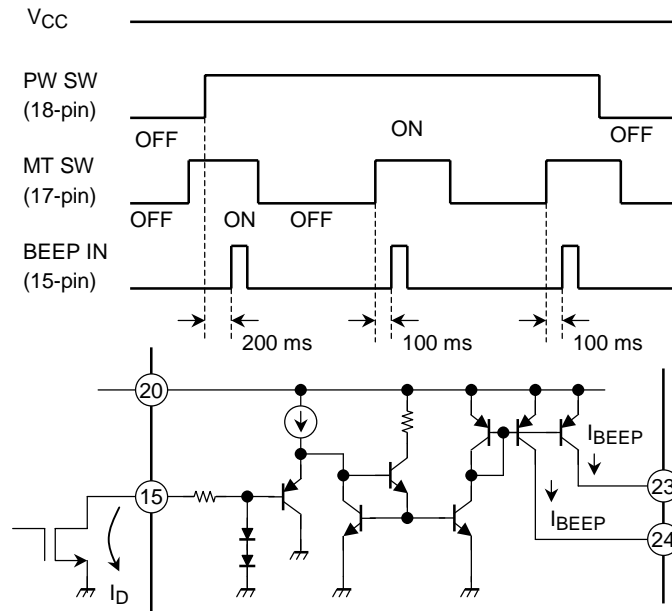 VCC
PW SW
(18-pin)
OFF
ON
OFF
MT SW
(17-pin)
OFF
ON
OFF
BEEP IN
(15-pin)
200 ms
100 ms
100 ms
20
IBEEP
15
23
IBEEP
24
ID